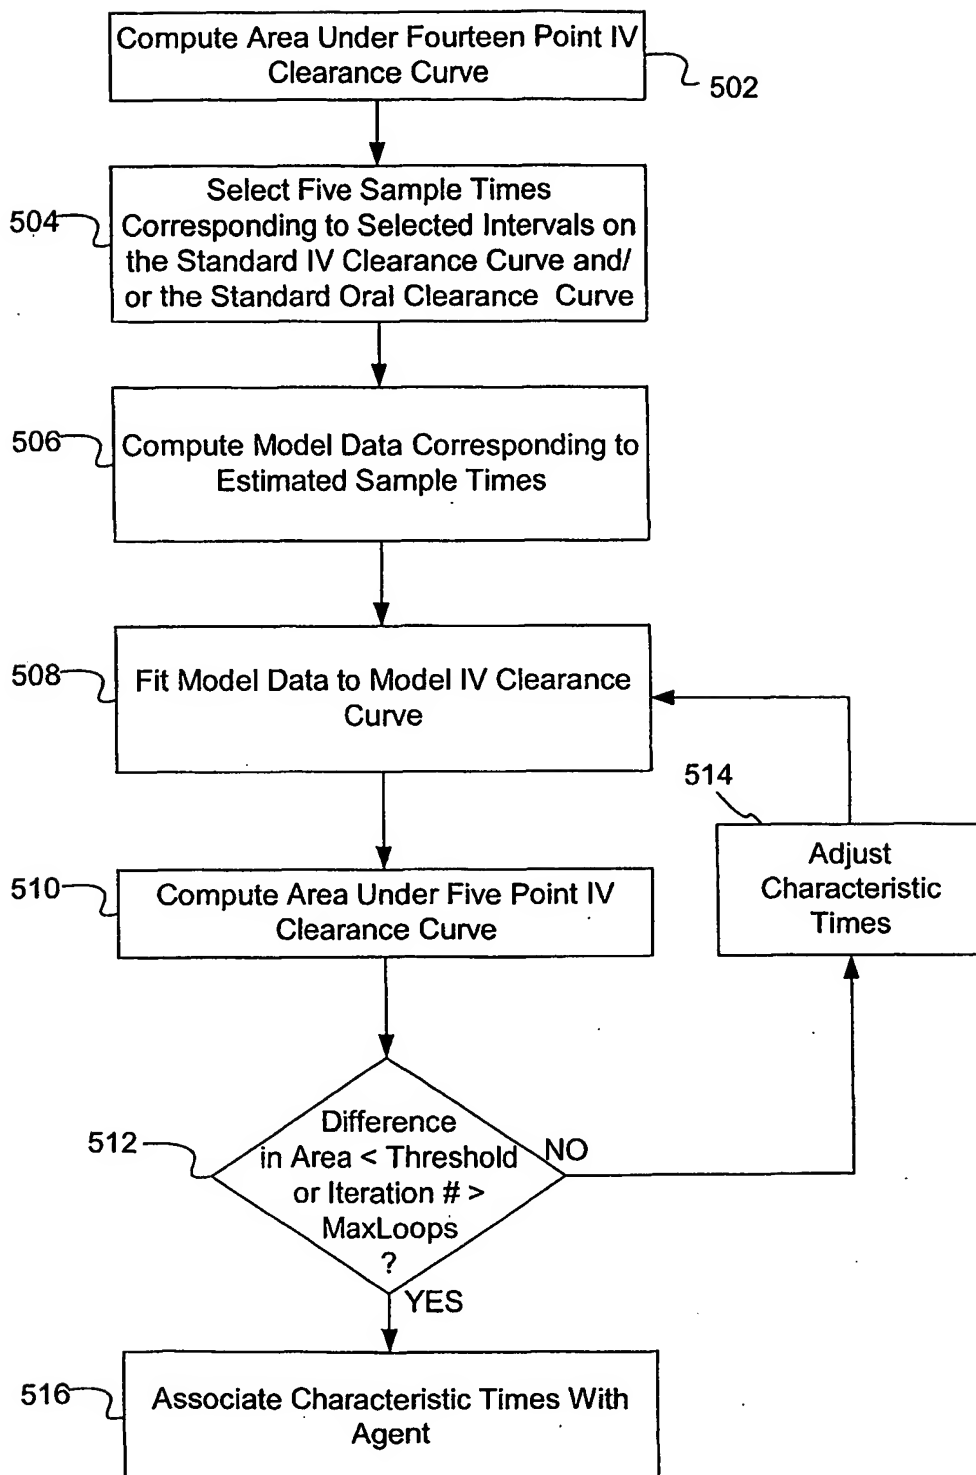 Compute Area Under Fourteen Point IV
Clearance Curve
502
Select Five Sample Times
Corresponding to Selected Intervals on
the Standard IV Clearance Curve and/
or the Standard Oral Clearance Curve
504
506
Compute Model Data Corresponding to
Estimated Sample Times
508
Fit Model Data to Model IV Clearance
Curve
514
Adjust
Characteristic
Times
510
Compute Area Under Five Point IV
Clearance Curve
512
Difference
in Area < Threshold
or Iteration # >
MaxLoops
?
NO
YES
516
Associate Characteristic Times With
Agent